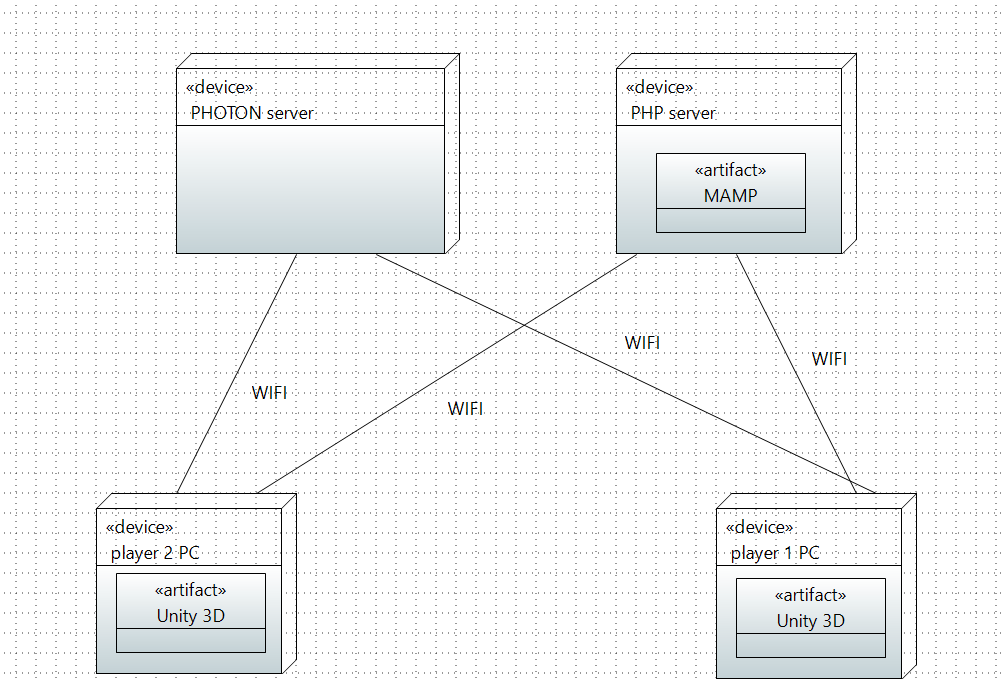 «device»
PHOTON server
«device»
PHP server
«artifact»
MAMP
WIFI
WIFI
WIFI
WIFI
«device»
player 2 PC
«artifact»
Unity 3D
«device»
player 1 PC
«artifact»
Unity 3D